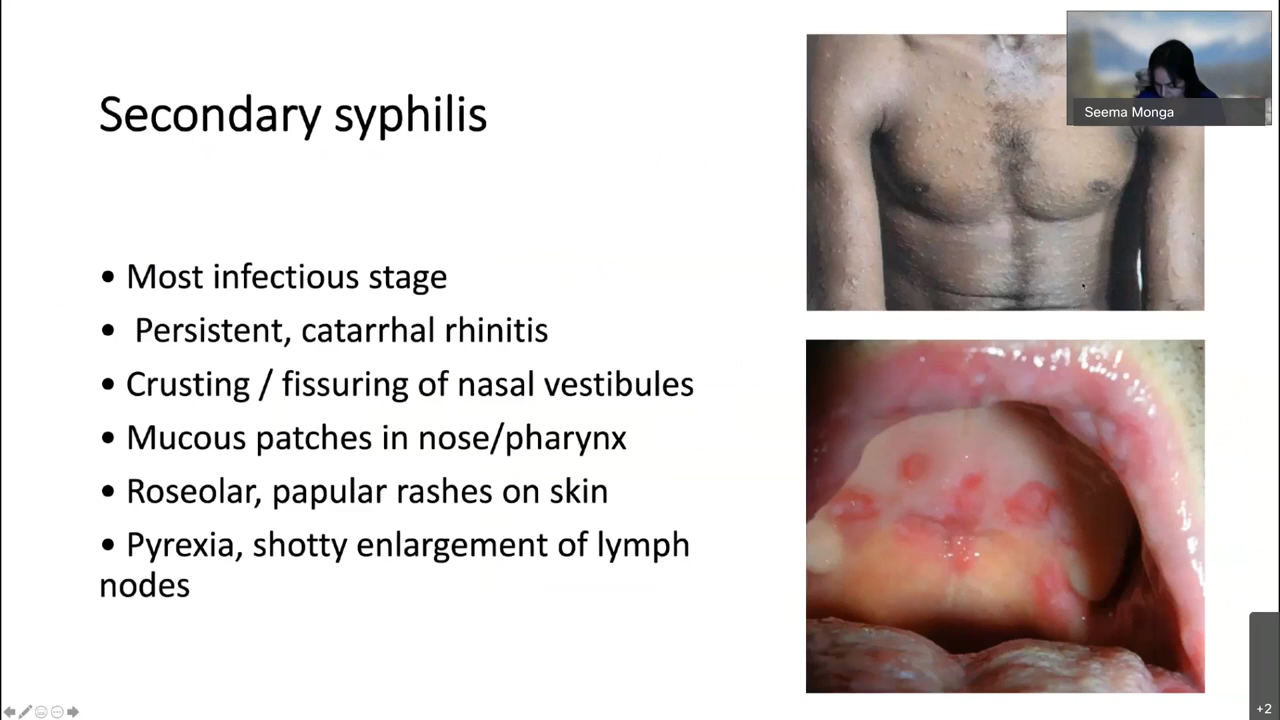 Secondary syphilis
• Most infectious stage
• Persistent, catarrhal rhinitis
• Crusting / fissuring of nasal vestibules
• Mucous patches in nose/pharynx
• Roseolar, papular rashes on skin
• Pyrexia, shotty enlargement of lymph
nodes
Seema Monga
+2